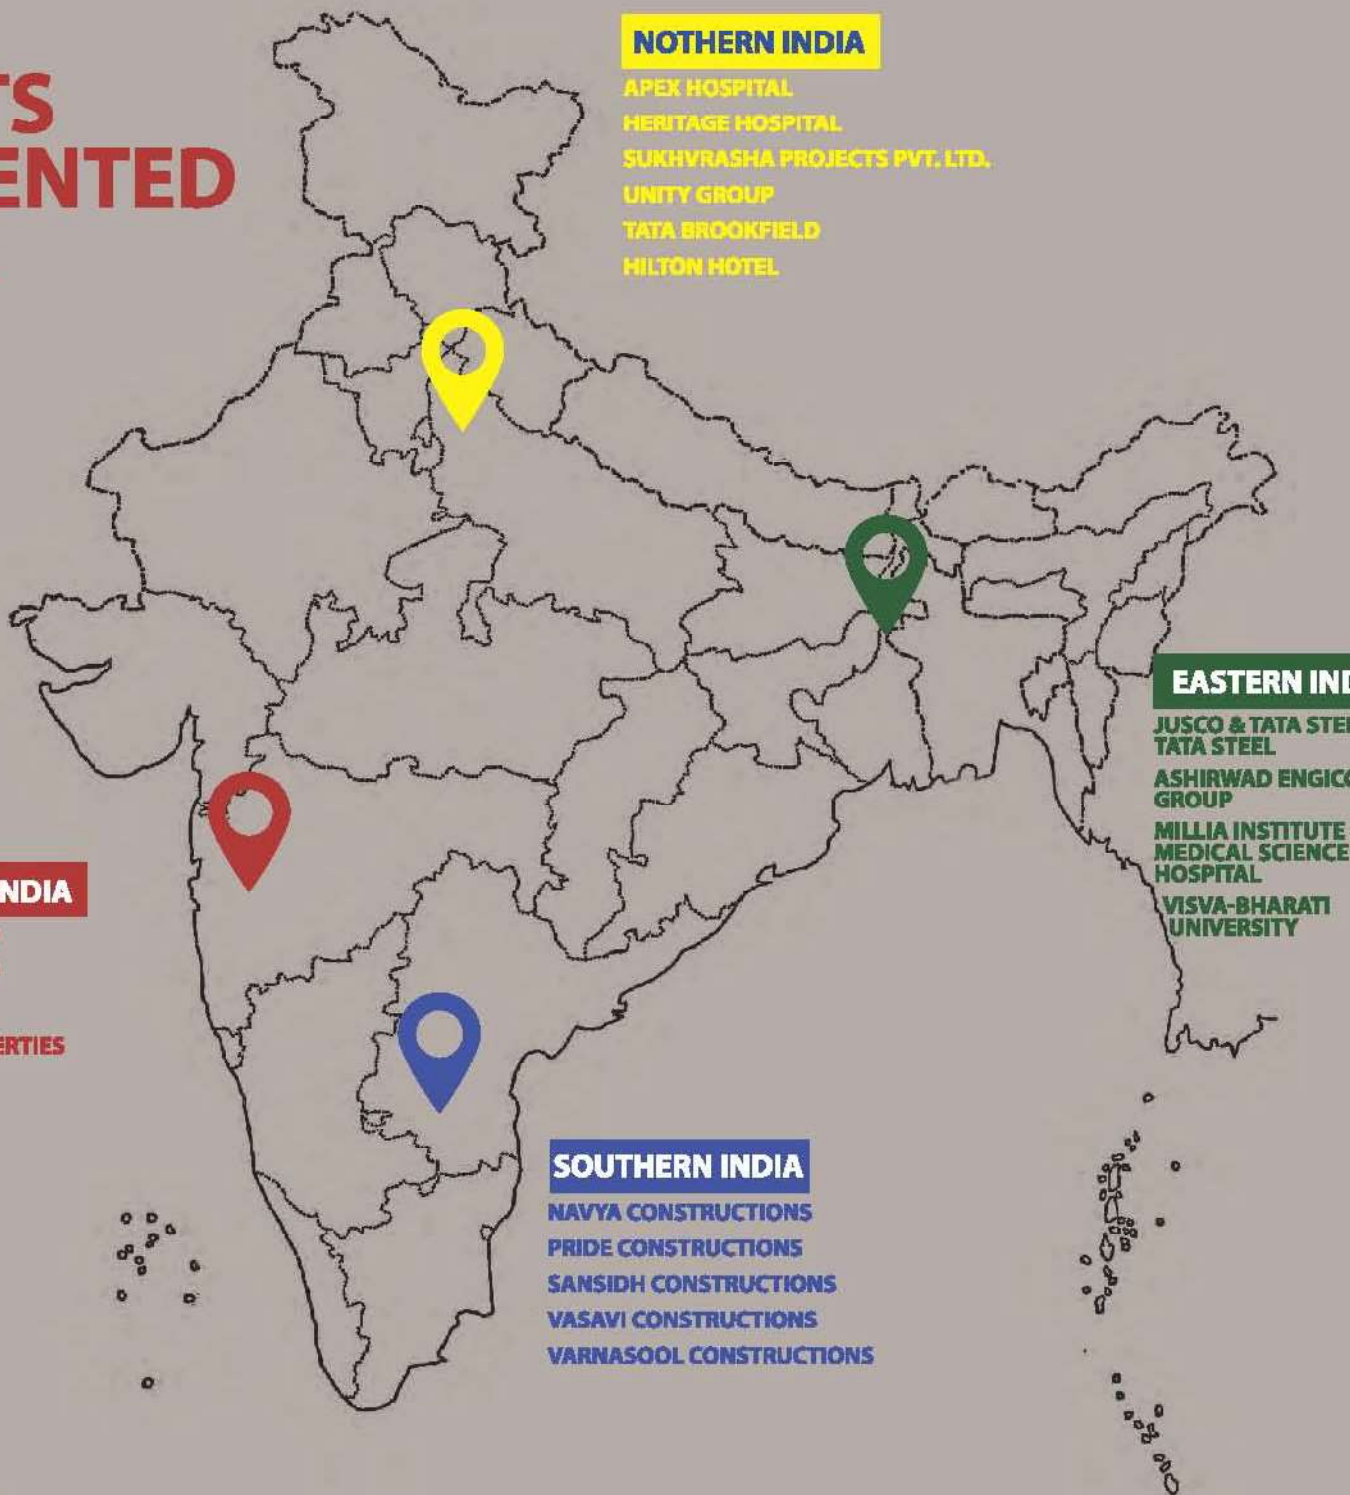 TS
ENTED
NOTHERN INDIA
APEX HOSPITAL
HERITAGE HOSPITAL
SUKHVRASHA PROJECTS PVT. LTD.
UNITY GROUP
TATA BROOKFIELD
HILTON HOTEL
EASTERN IND
JUSCO & TATA STE
TATA STEEL
ASHIRWAD ENGICO
GROUP
MILLIA INSTITUTE
MEDICAL SCIENCE
HOSPITAL
VISVA-BHARATI
UNIVERSITY
NDIA
ERTIES
SOUTHERN INDIA
NAVYA CONSTRUCTIONS
PRIDE CONSTRUCTIONS
SANSIDH CONSTRUCTIONS
VASAVI CONSTRUCTIONS
VARNASOOL CONSTRUCTIONS